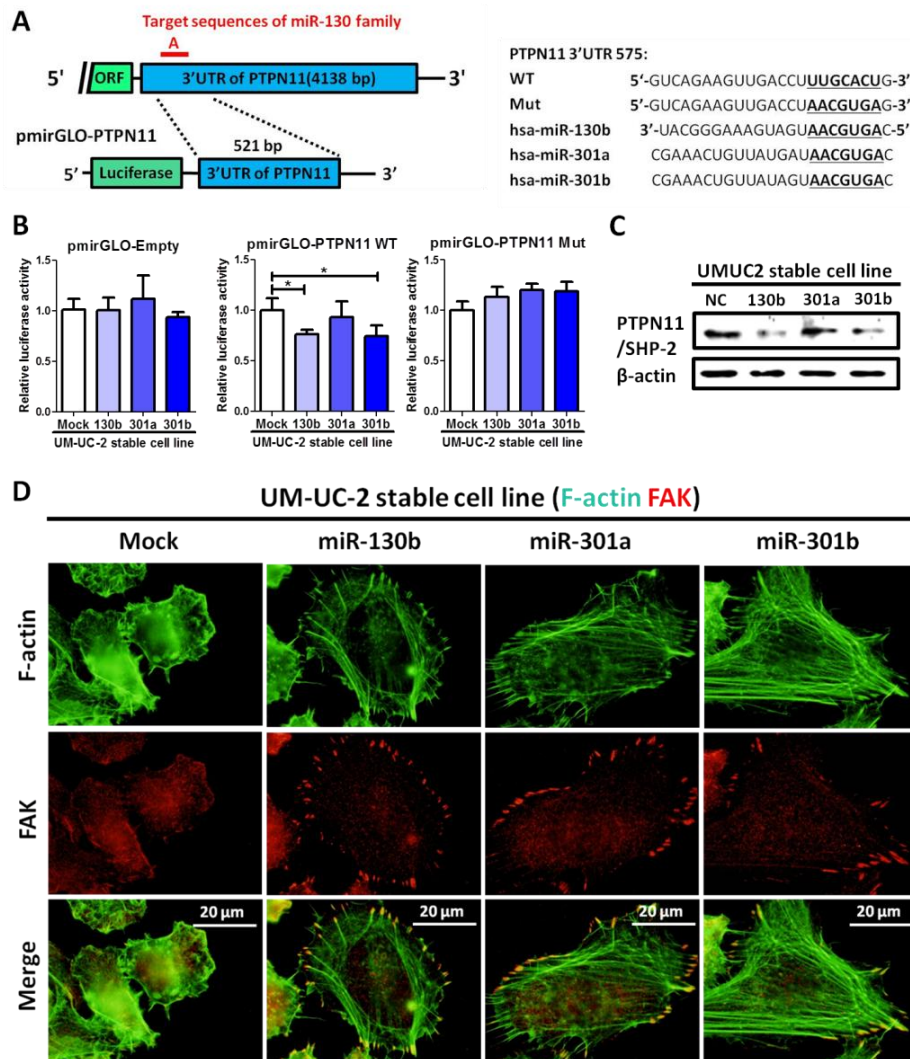 A
Target sequences of miR-130 family
A
5' ORF 3'UTR of PTPN11(4138 bp) 3'
pmirGLO-PTPN11
521 bp
5' Luciferase 3'UTR of PTPN11 3'
PTPN11 3'UTR 575:
WT 5'-GUCAGAAGUUGACCUUUGCACUG-3'
Mut 5'-GUCAGAAGUUGACCUAACGUGAG-3'
hsa-miR-130b 3'-UACGGGAAAGUAGUAACGUGAC-5'
hsa-miR-301a CGAAACUGUUAUGAUAACGUGAC
hsa-miR-301b CGAAACUGUUAUAGUAACGUGAC
B
pmirGLO-Empty
Relative luciferase activity
1.5
1.0
0.5
0.0
Mock 130b 301a 301b
UM-UC-2 stable cell line
pmirGLO-PTPN11 WT
Relative luciferase activity
1.5
1.0
0.5
0.0
*
*
Mock 130b 301a 301b
UM-UC-2 stable cell line
pmirGLO-PTPN11 Mut
Relative luciferase activity
1.5
1.0
0.5
0.0
Mock 130b 301a 301b
UM-UC-2 stable cell line
C
UMUC2 stable cell line
NC 130b 301a 301b
PTPN11
/SHP-2
β-actin
D
UM-UC-2 stable cell line (F-actin FAK)
Mock miR-130b miR-301a miR-301b
F-actin
FAK
Merge
20 μm 20 μm 20 μm 20 μm